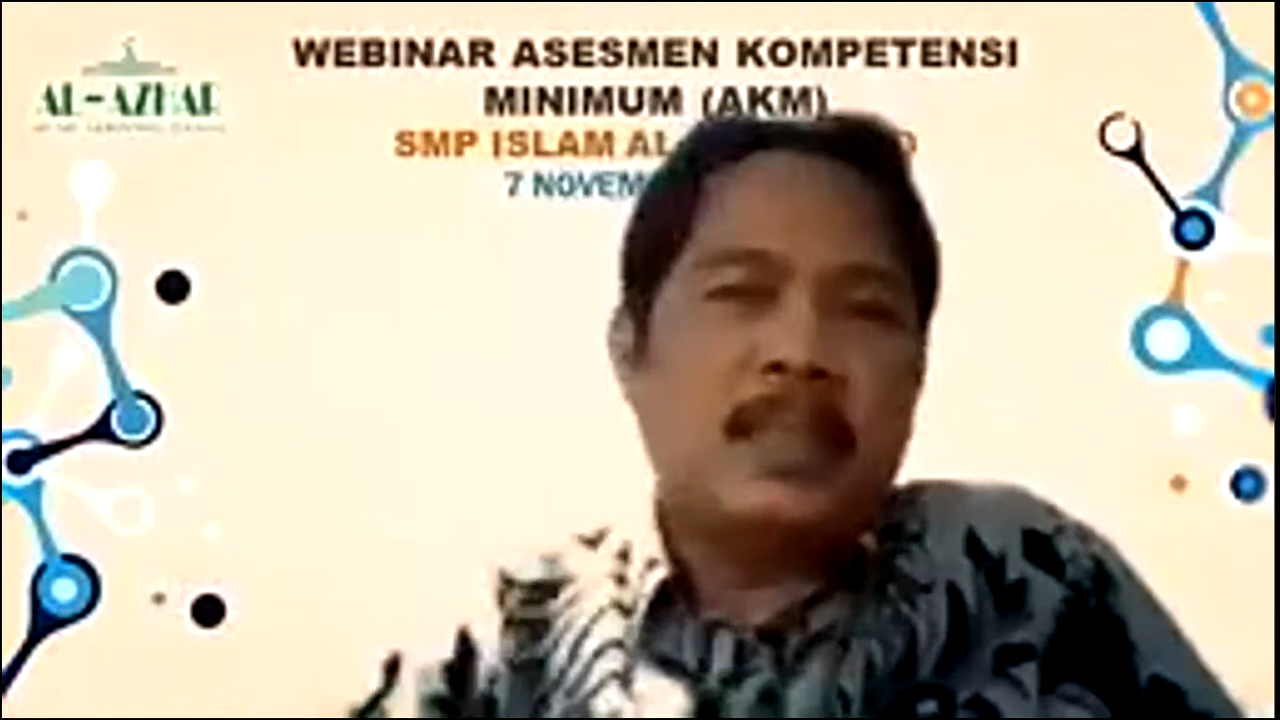 AL-AZHAR
WEBINAR ASESMEN KOMPETENSI
MINIMUM (AKM)
SMP ISLAM AL
7 NOVEM